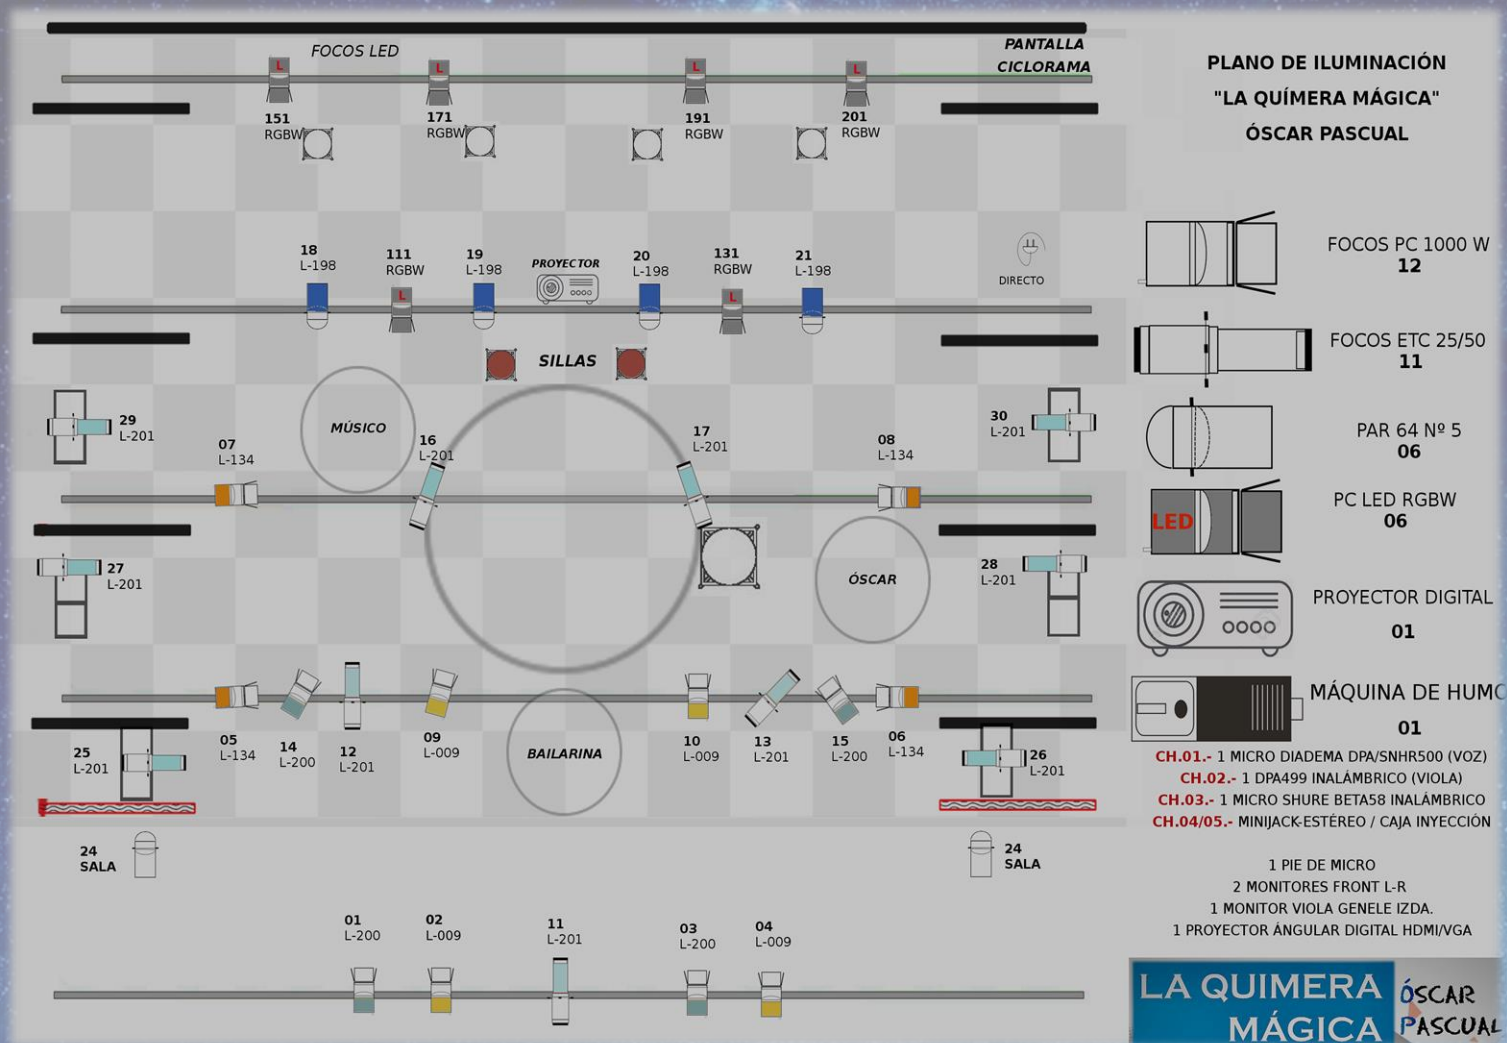 FOCOS LED
PANTALLA
CICLORAMA
L
L
L
L
151
RGBW
171
RGBW
191
RGBW
201
RGBW
PLANO DE ILUMINACIÓN
"LA QUÍMERA MÁGICA"
ÓSCAR PASCUAL
18
L-198
111
RGBW
19
L-198
PROYECTOR
20
L-198
131
RGBW
21
L-198
DIRECTO
L
L
SILLAS
29
L-201
MÚSICO
07
L-134
16
L-201
17
L-201
08
L-134
30
L-201
27
L-201
ÓSCAR
28
L-201
25
L-201
05
L-134
14
L-200
12
L-201
09
L-009
BAILARINA
10
L-009
13
L-201
15
L-200
06
L-134
26
L-201
24
SALA
24
SALA
01
L-200
02
L-009
11
L-201
03
L-200
04
L-009
FOCOS PC 1000 W
12
FOCOS ETC 25/50
11
PAR 64 Nº 5
06
LED
PC LED RGBW
06
PROYECTOR DIGITAL
01
MÁQUINA DE HUMO
01
CH.01.- 1 MICRO DIADEMA DPA/SNHR500 (VOZ)
CH.02.- 1 DPA499 INALÁMBRICO (VIOLA)
CH.03.- 1 MICRO SHURE BETA58 INALÁMBRICO
CH.04/05.- MINIJACK-ESTÉREO / CAJA INYECCIÓN
1 PIE DE MICRO
2 MONITORES FRONT L-R
1 MONITOR VIOLA GENELE IZDA.
1 PROYECTOR ÁNGULAR DIGITAL HDMI/VGA
LA QUIMERA
MÁGICA
ÓSCAR
PASCUAL